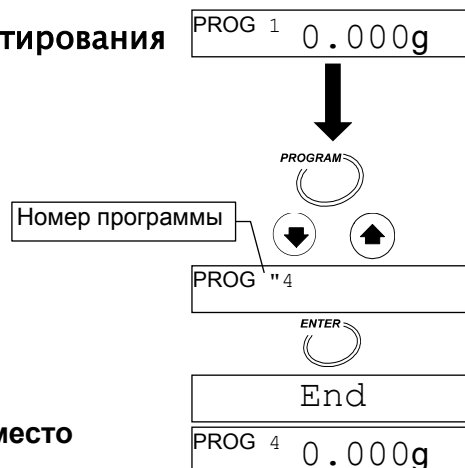 PROG 1 0.000g
тирования
PROGRAM
Номер программы
PROG "4
ENTER
End
место
PROG 4 0.000g